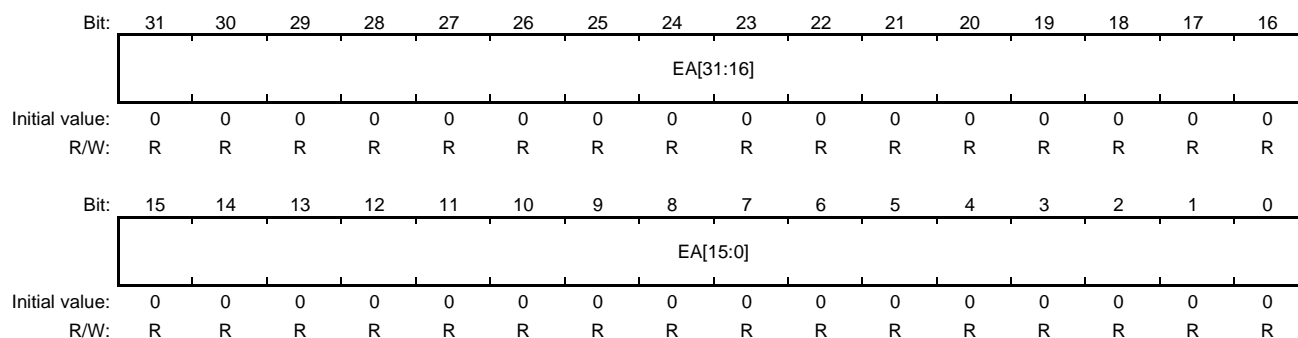 Bit: 31 30 29 28 27 26 25 24 23 22 21 20 19 18 17 16
EA[31:16]
Initial value: 0 0 0 0 0 0 0 0 0 0 0 0 0 0 0 0
R/W: R R R R R R R R R R R R R R R R
Bit: 15 14 13 12 11 10 9 8 7 6 5 4 3 2 1 0
EA[15:0]
Initial value: 0 0 0 0 0 0 0 0 0 0 0 0 0 0 0 0
R/W: R R R R R R R R R R R R R R R R